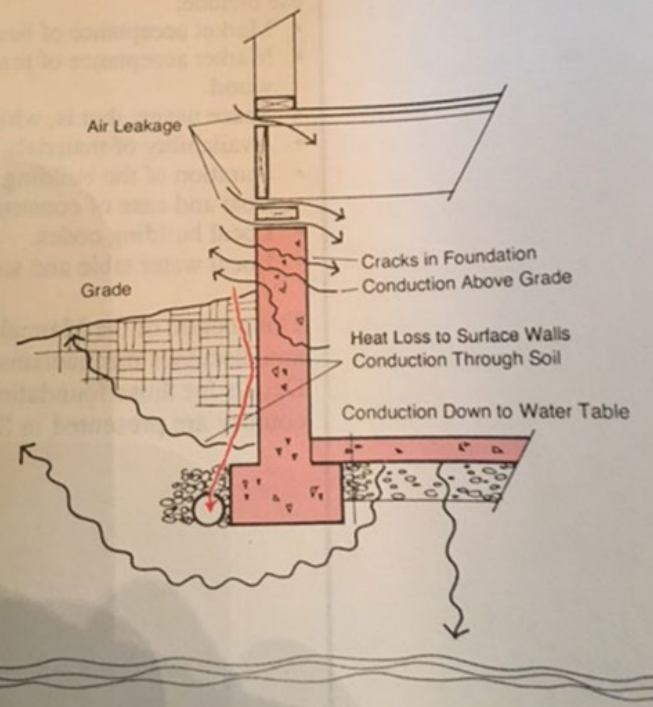 Air Leakage
Cracks in Foundation
Conduction Above Grade
Grade
Heat Loss to Surface Walls
Conduction Through Soil
Conduction Down to Water Table